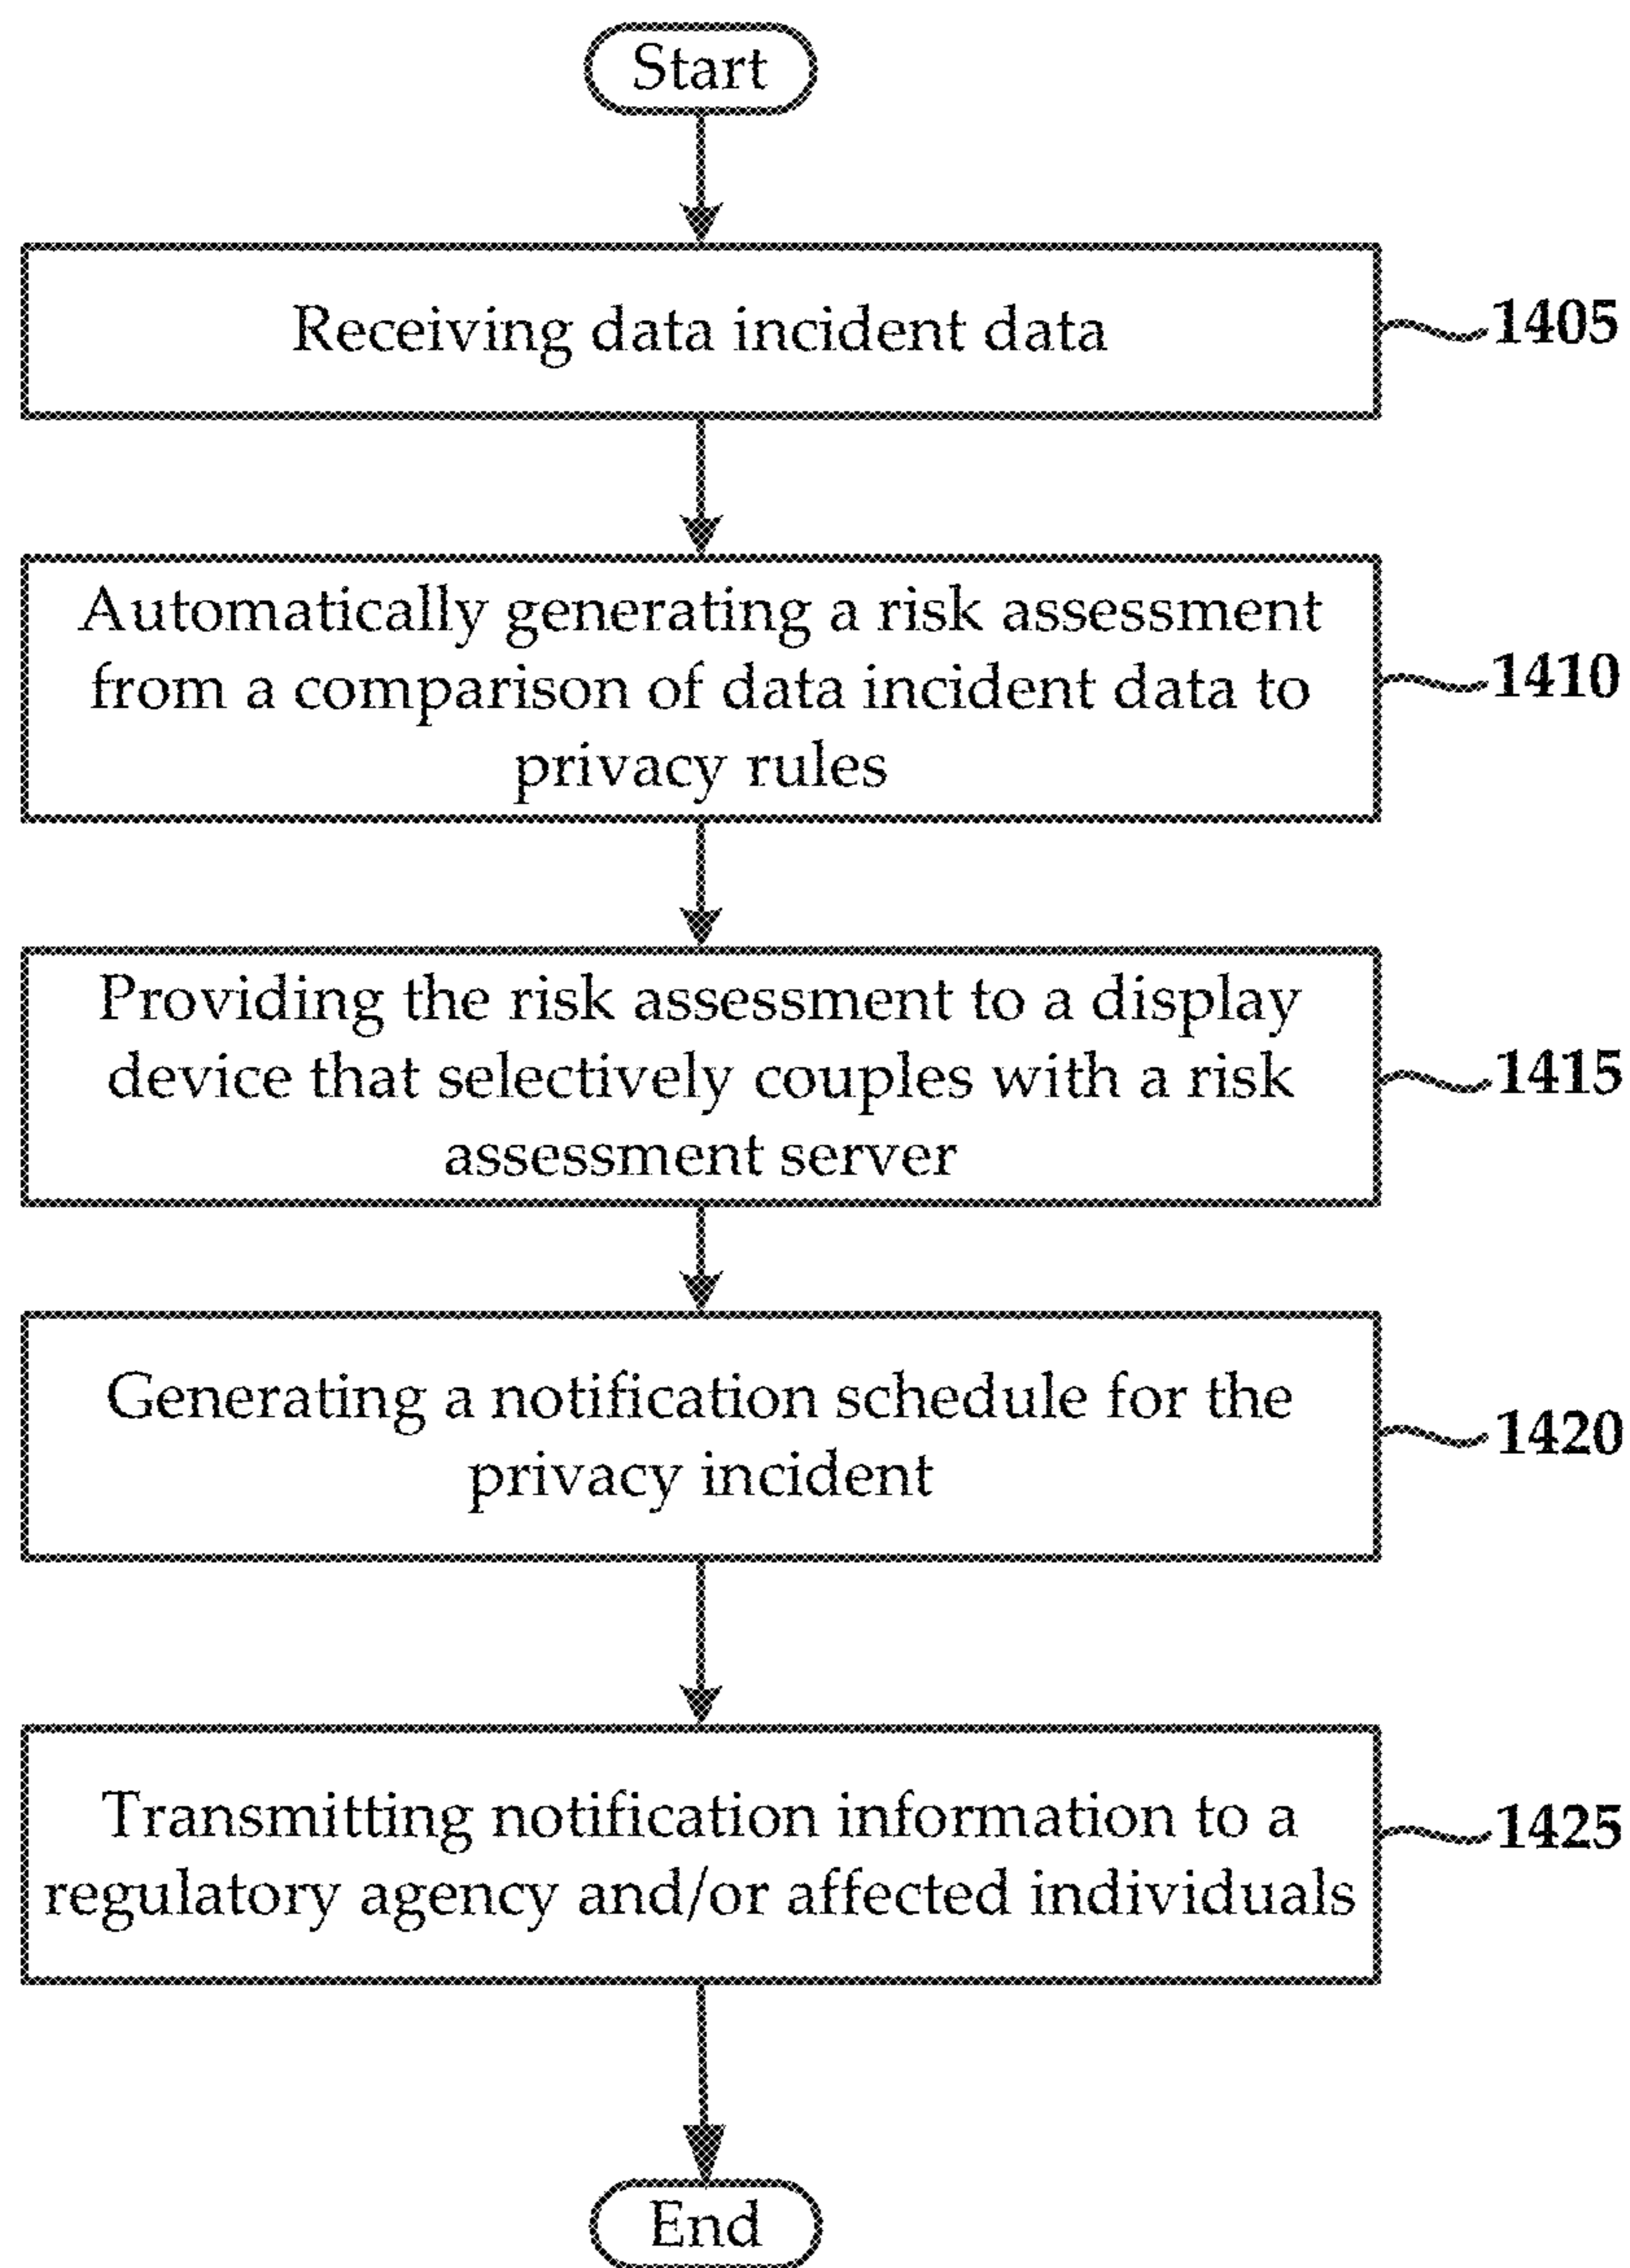 Start
Receiving data incident data
1405
Automatically generating a risk assessment
from a comparison of data incident data to
1410
privacy rules
Providing the risk assessment to a display
device that selectively couples with a risk
1415
assessment server
Generating a notification schedule for the
1420
privacy incident
Transmitting notification information to a
1425
regulatory agency and/or affected individuals
End